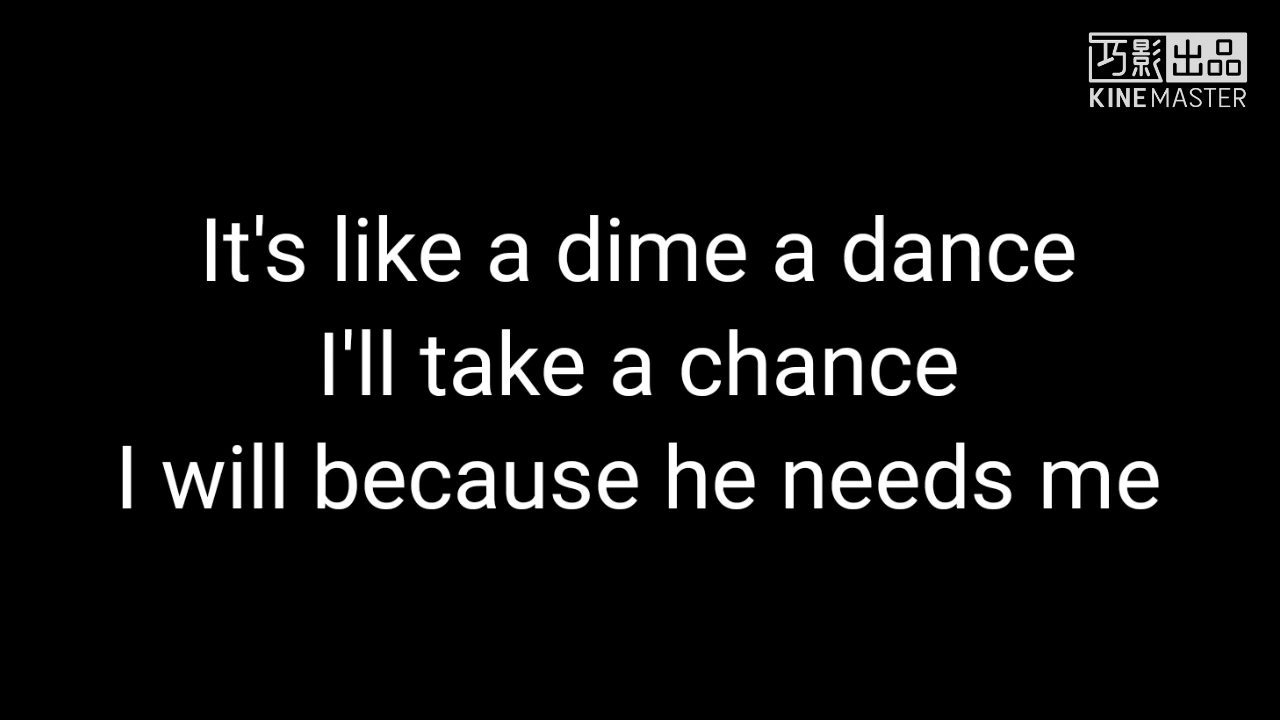 巧影出品
KINEMASTER
It's like a dime a dance
I'll take a chance
I will because he needs me